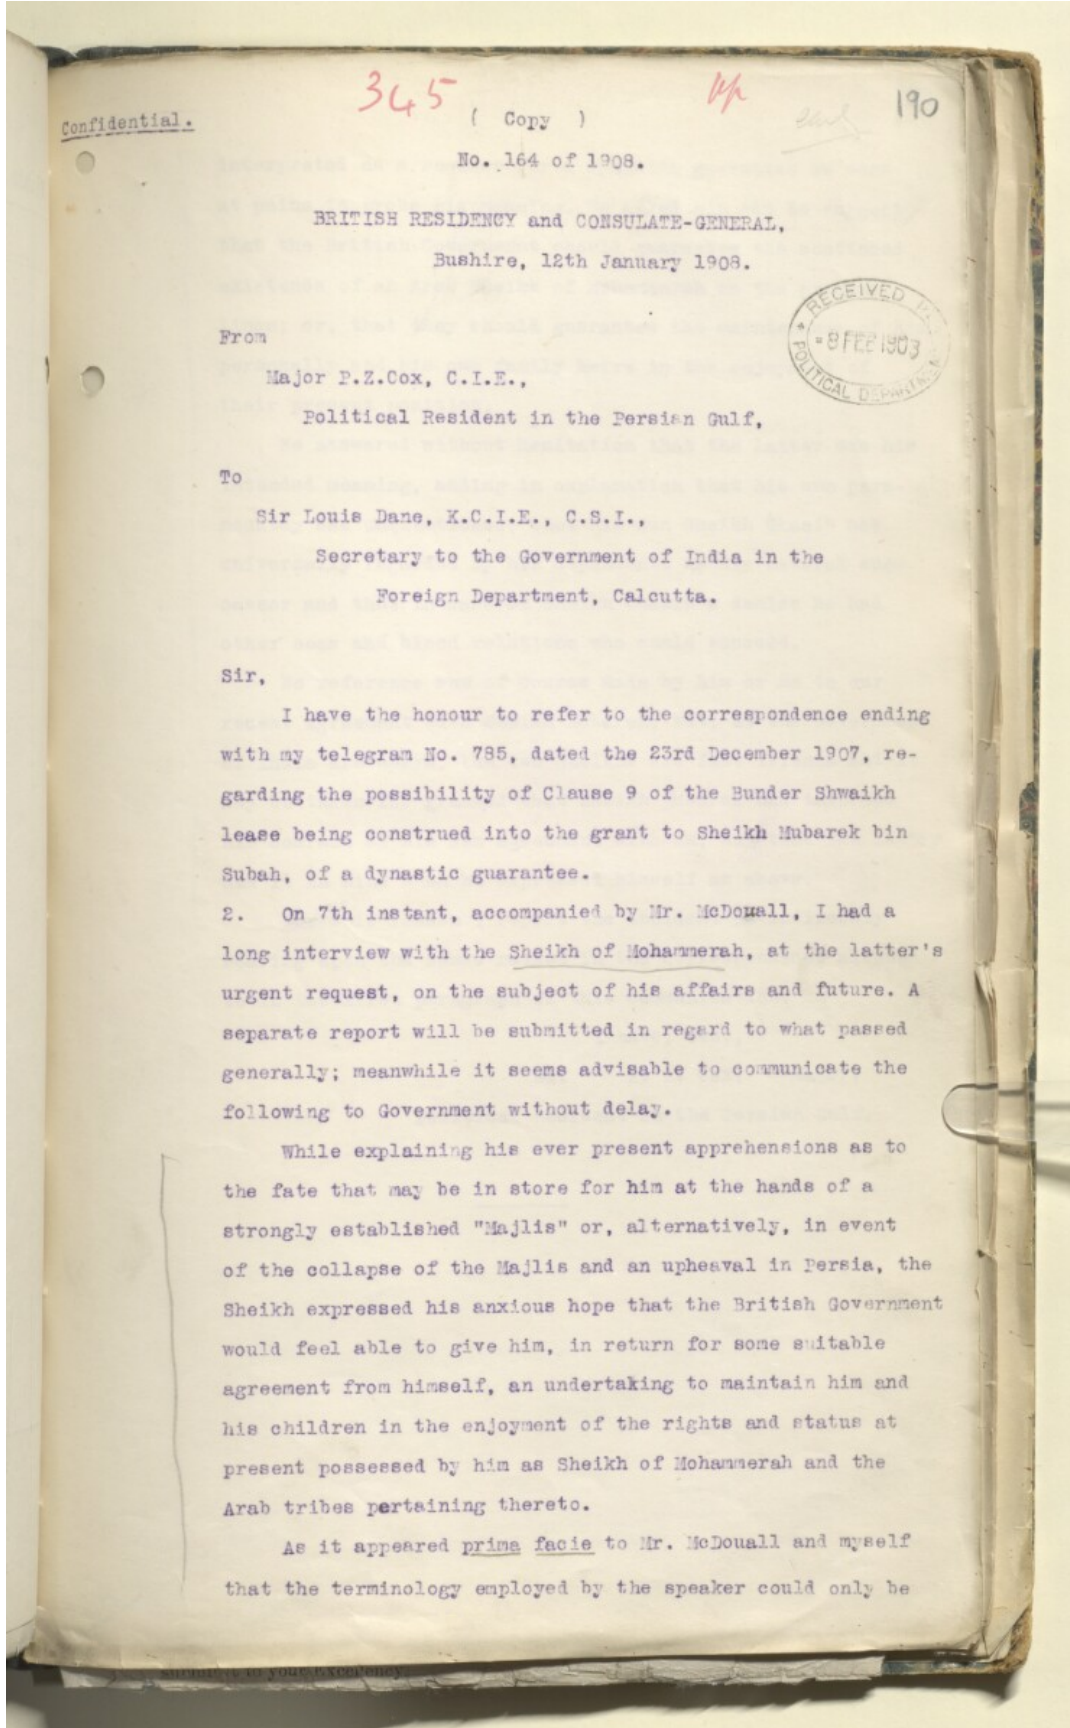 345
190
Confidential.
( Copy )
No. 164 of 1908.
BRITISH RESIDENCY and CONSULATE-GENERAL,
Bushire, 12th January 1908.
RECEIVED
8 FEB 1903
POLITICAL DEPARTMENT
From
Major P.Z.Cox, C.I.E.,
Political Resident in the Persian Gulf,
To
Sir Louis Dane, K.C.I.E., C.S.I.,
Secretary to the Government of India in the
Foreign Department, Calcutta.
Sir,
I have the honour to refer to the correspondence ending
with my telegram No. 785, dated the 23rd December 1907, re-
garding the possibility of Clause 9 of the Bunder Shwaikh
lease being construed into the grant to Sheikh Mubarek bin
Subah, of a dynastic guarantee.
2. On 7th instant, accompanied by Mr. McDouall, I had a
long interview with the Sheikh of Mohammerah, at the latter's
urgent request, on the subject of his affairs and future. A
separate report will be submitted in regard to what passed
generally; meanwhile it seems advisable to communicate the
following to Government without delay.
While explaining his ever present apprehensions as to
the fate that may be in store for him at the hands of a
strongly established "Majlis" or, alternatively, in event
of the collapse of the Majlis and an upheaval in Persia, the
Sheikh expressed his anxious hope that the British Government
would feel able to give him, in return for some suitable
agreement from himself, an undertaking to maintain him and
his children in the enjoyment of the rights and status at
present possessed by him as Sheikh of Mohammerah and the
Arab tribes pertaining thereto.
As it appeared prima facie to Mr. McDouall and myself
that the terminology employed by the speaker could only be
to your Excellency.